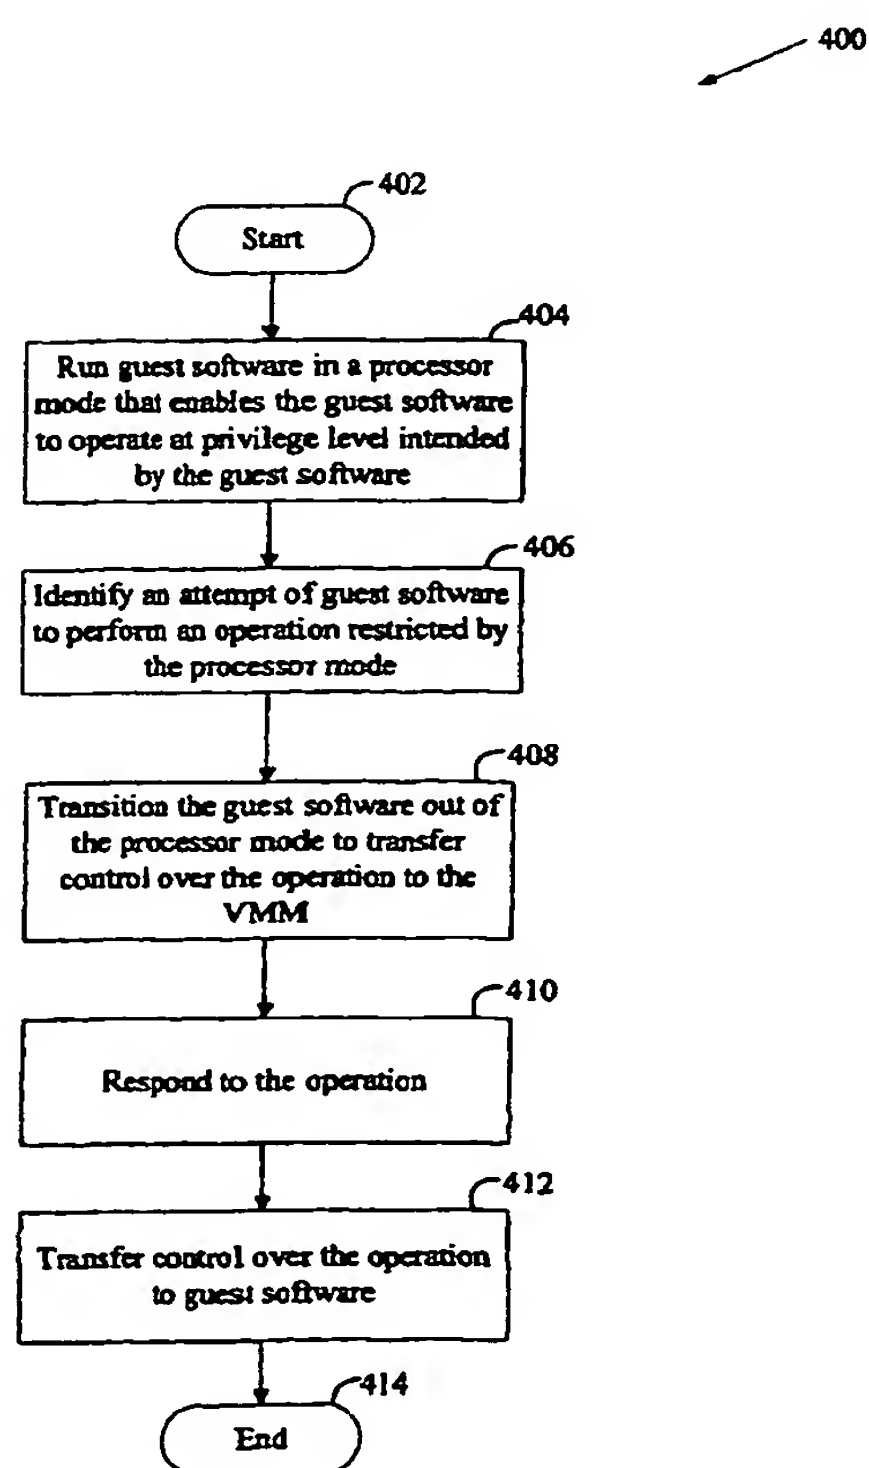 400
402
Start
404
Run guest software in a processor
mode that enables the guest software
to operate at privilege level intended
by the guest software
406
Identify an attempt of guest software
to perform an operation restricted by
the processor mode
408
Transition the guest software out of
the processor mode to transfer
control over the operation to the
VMM
410
Respond to the operation
412
Transfer control over the operation
to guest software
414
End